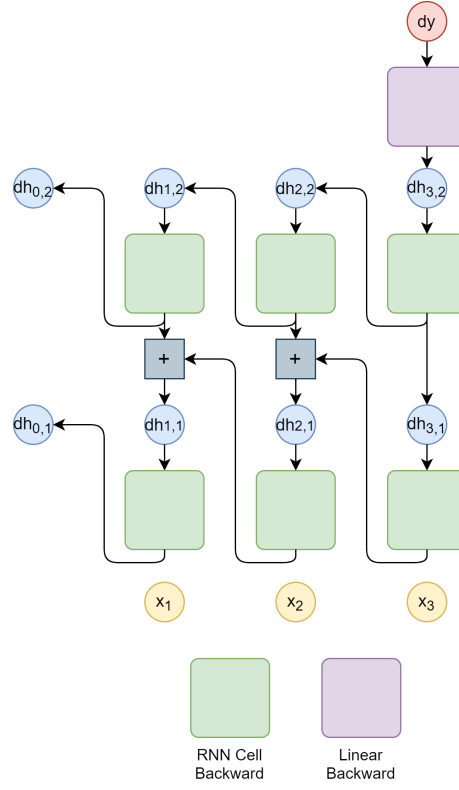 dy
dh0,2
dh1,2
dh2,2
dh3,2
+
+
dh0,1
dh1,1
dh2,1
dh3,1
x1
x2
x3
RNN Cell
Backward
Linear
Backward